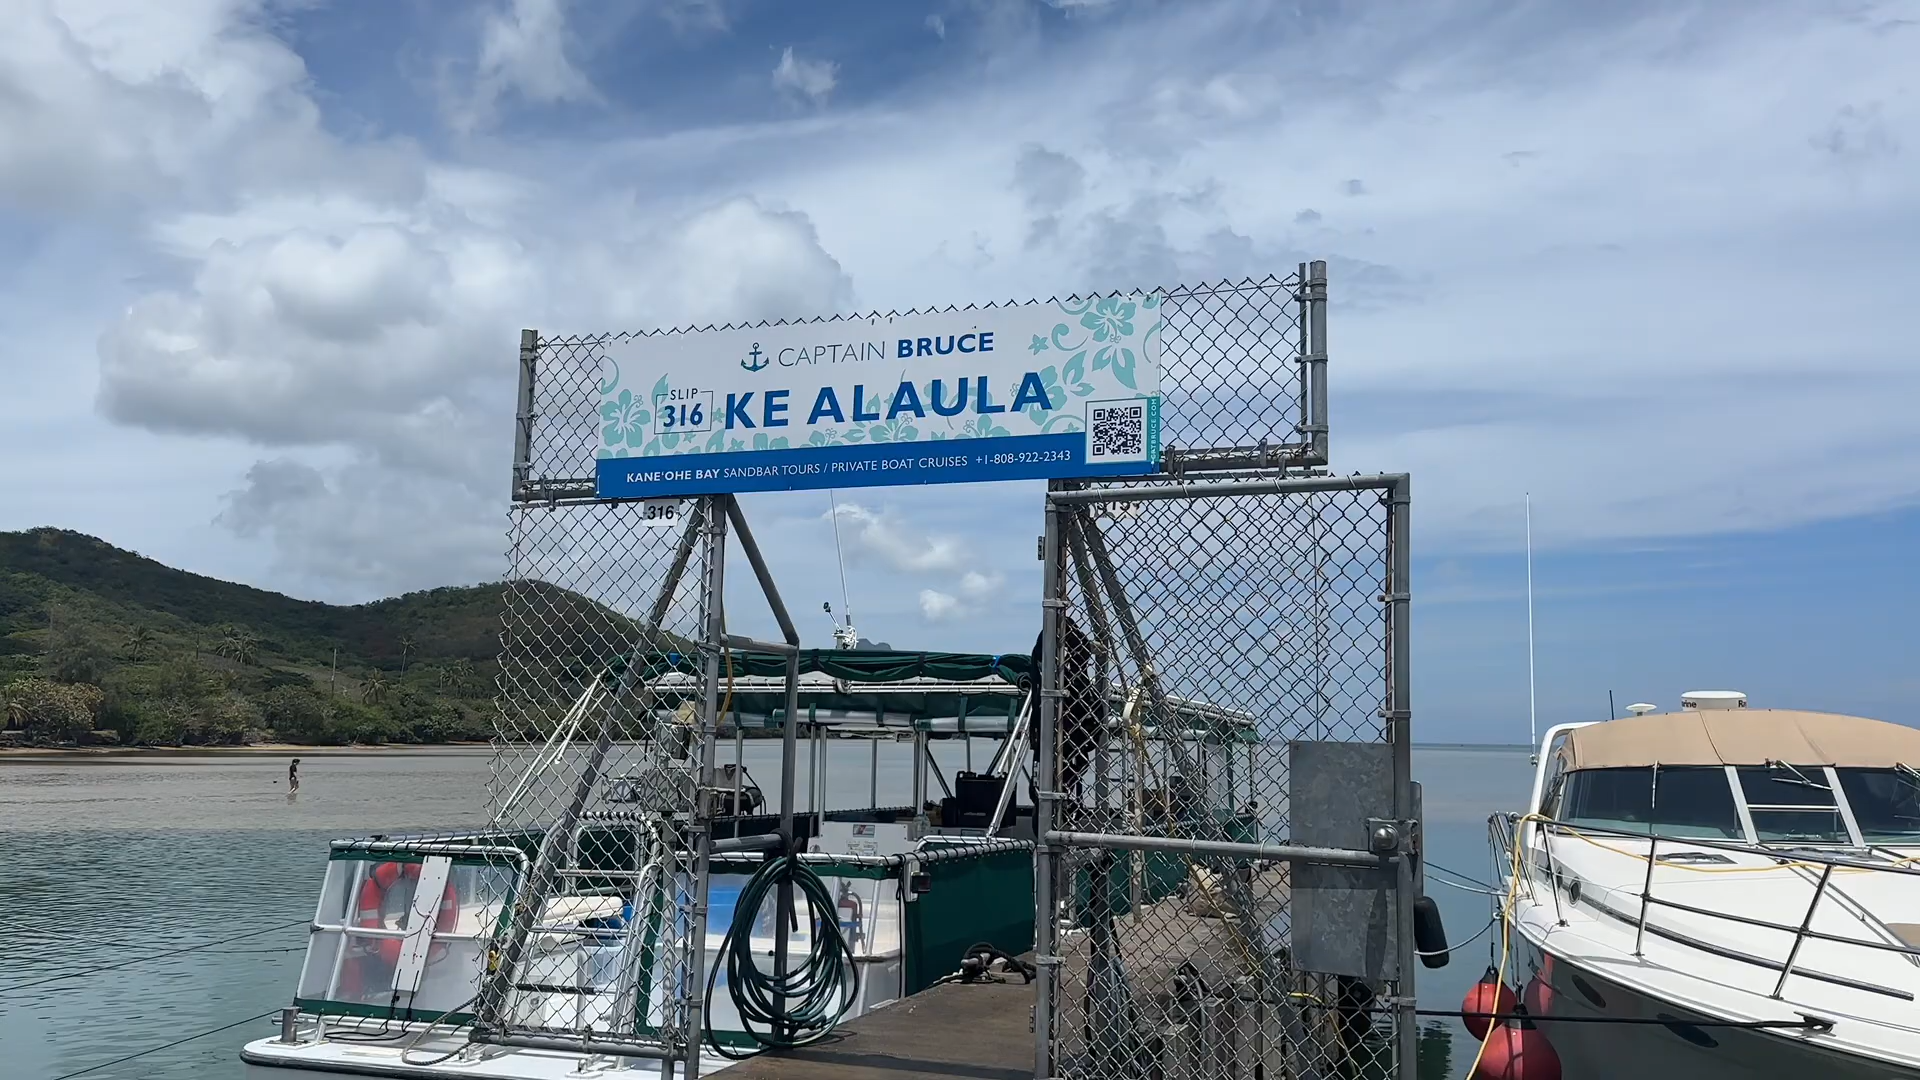 CAPTAIN BRUCE
SLIP
316
KE ALAULA
KANE'OHE BAY SANDBAR TOURS / PRIVATE BOAT CRUISES +1-808-922-2343
316